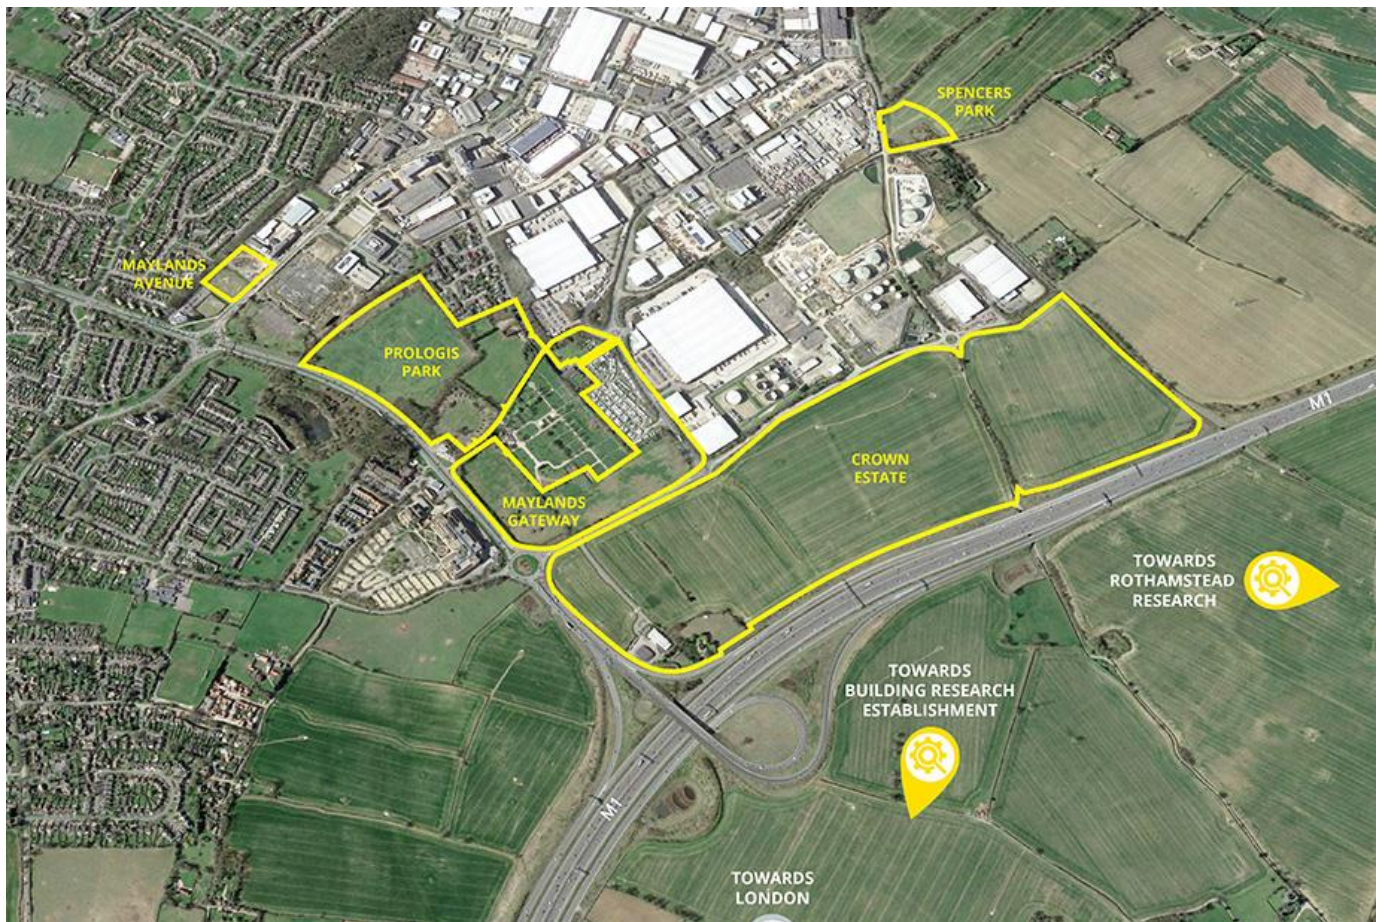 SPENCERS
PARK
MAYLANDS
AVENUE
PROLOGIS
PARK
M1
CROWN
ESTATE
MAYLANDS
GATEWAY
TOWARDS
ROTHAMSTEAD
RESEARCH
TOWARDS
BUILDING RESEARCH
ESTABLISHMENT
M1
TOWARDS
LONDON